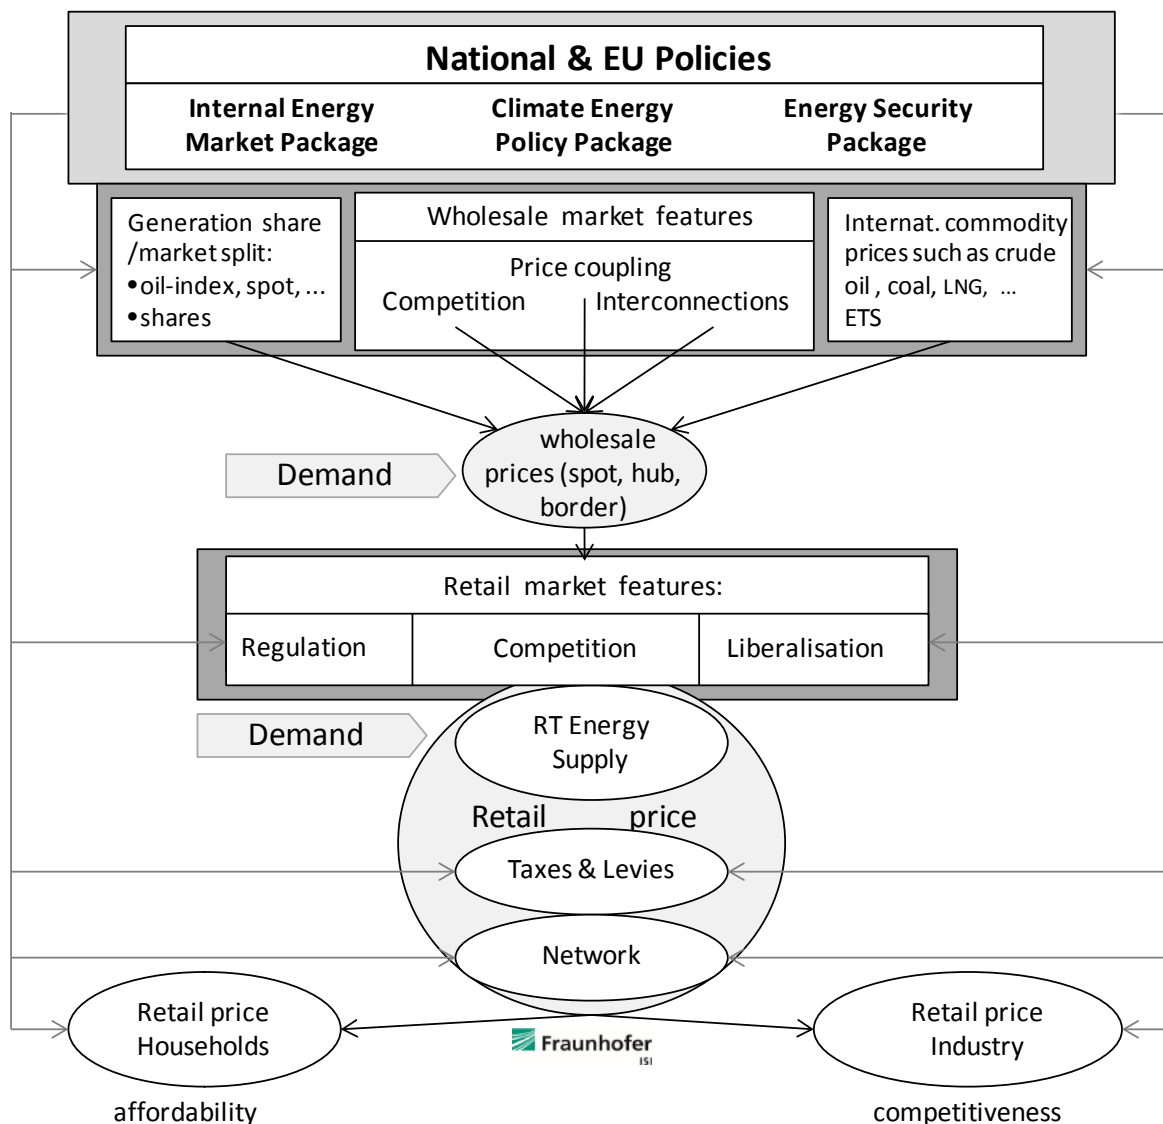 National & EU Policies
Internal Energy
Market Package
Climate Energy
Policy Package
Energy Security
Package
Generation share
/market split:
•oil-index, spot, ...
•shares
Wholesale market features
Price coupling
Competition
Interconnections
Internat. commodity
prices such as crude
oil , coal, LNG, ...
ETS
Demand
wholesale
prices (spot, hub,
border)
Retail market features:
Regulation
Competition
Liberalisation
Demand
RT Energy
Supply
Retail price
Taxes & Levies
Network
Retail price
Households
Fraunhofer
ISI
Retail price
Industry
affordability
competitiveness